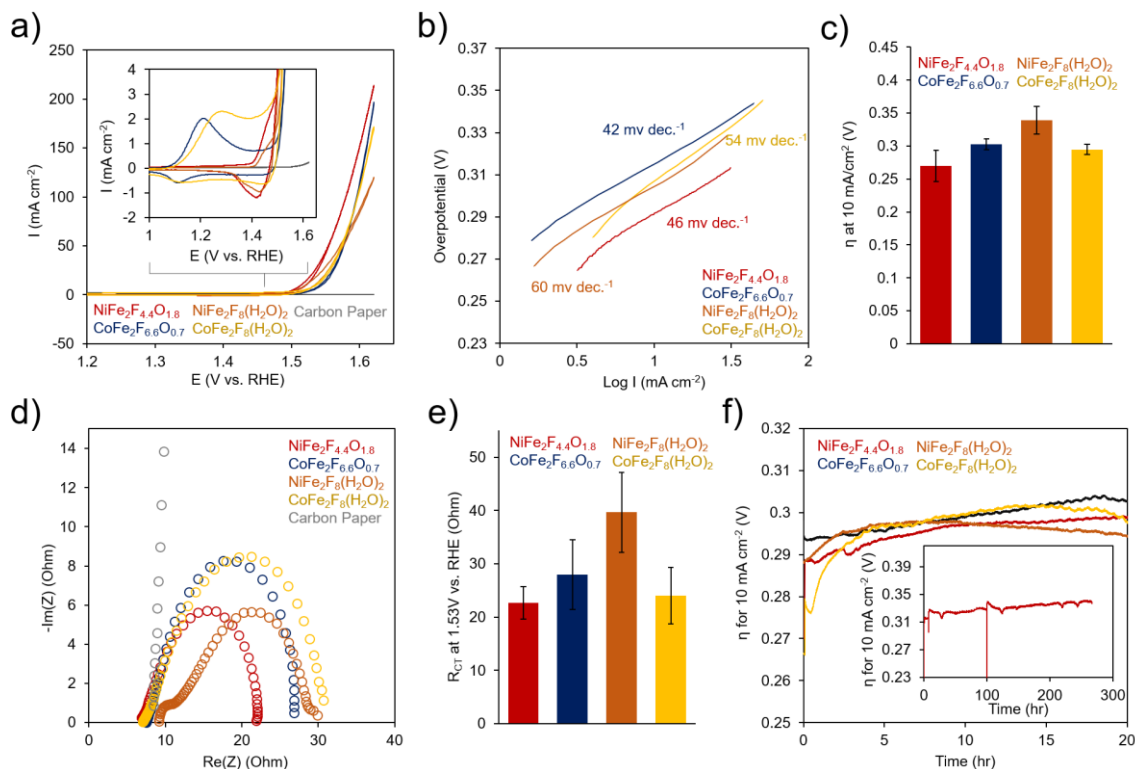 a)
250
200
150
100
50
0
-50
I (mA cm⁻²)
1.2
1.3
1.4
1.5
1.6
E (V vs. RHE)
4
3
2
1
0
-1
-2
I (mA cm⁻²)
1
1.2
1.4
1.6
E (V vs. RHE)
NiFe₂F₄.₄O₁.₈
NiFe₂F₈(H₂O)₂
Carbon Paper
CoFe₂F₆.₆O₀.₇
CoFe₂F₈(H₂O)₂
b)
0.37
0.35
0.33
0.31
0.29
0.27
0.25
Overpotential (V)
42 mv dec.⁻¹
54 mv dec.⁻¹
46 mv dec.⁻¹
60 mv dec.⁻¹
NiFe₂F₄.₄O₁.₈
CoFe₂F₆.₆O₀.₇
NiFe₂F₈(H₂O)₂
CoFe₂F₈(H₂O)₂
0
0.5
1
1.5
2
Log I (mA cm⁻²)
c)
0.45
0.4
0.35
0.3
0.25
0.2
0.15
0.1
0.05
0
η at 10 mA/cm² (V)
NiFe₂F₄.₄O₁.₈
NiFe₂F₈(H₂O)₂
CoFe₂F₆.₆O₀.₇
CoFe₂F₈(H₂O)₂
d)
14
12
10
8
6
4
2
0
-Im(Z) (Ohm)
NiFe₂F₄.₄O₁.₈
CoFe₂F₆.₆O₀.₇
NiFe₂F₈(H₂O)₂
CoFe₂F₈(H₂O)₂
Carbon Paper
0
10
20
30
40
Re(Z) (Ohm)
e)
50
40
30
20
10
0
R_CT at 1.53V vs. RHE (Ohm)
NiFe₂F₄.₄O₁.₈
NiFe₂F₈(H₂O)₂
CoFe₂F₆.₆O₀.₇
CoFe₂F₈(H₂O)₂
f)
0.32
0.31
0.3
0.29
0.28
0.27
0.26
0.25
η for 10 mA cm⁻² (V)
NiFe₂F₄.₄O₁.₈
NiFe₂F₈(H₂O)₂
CoFe₂F₆.₆O₀.₇
CoFe₂F₈(H₂O)₂
0.39
0.36
0.33
0.31
0.29
0.26
0.23
η for 10 mA cm⁻² (V)
0
100
200
300
Time (hr)
0
5
10
15
20
Time (hr)